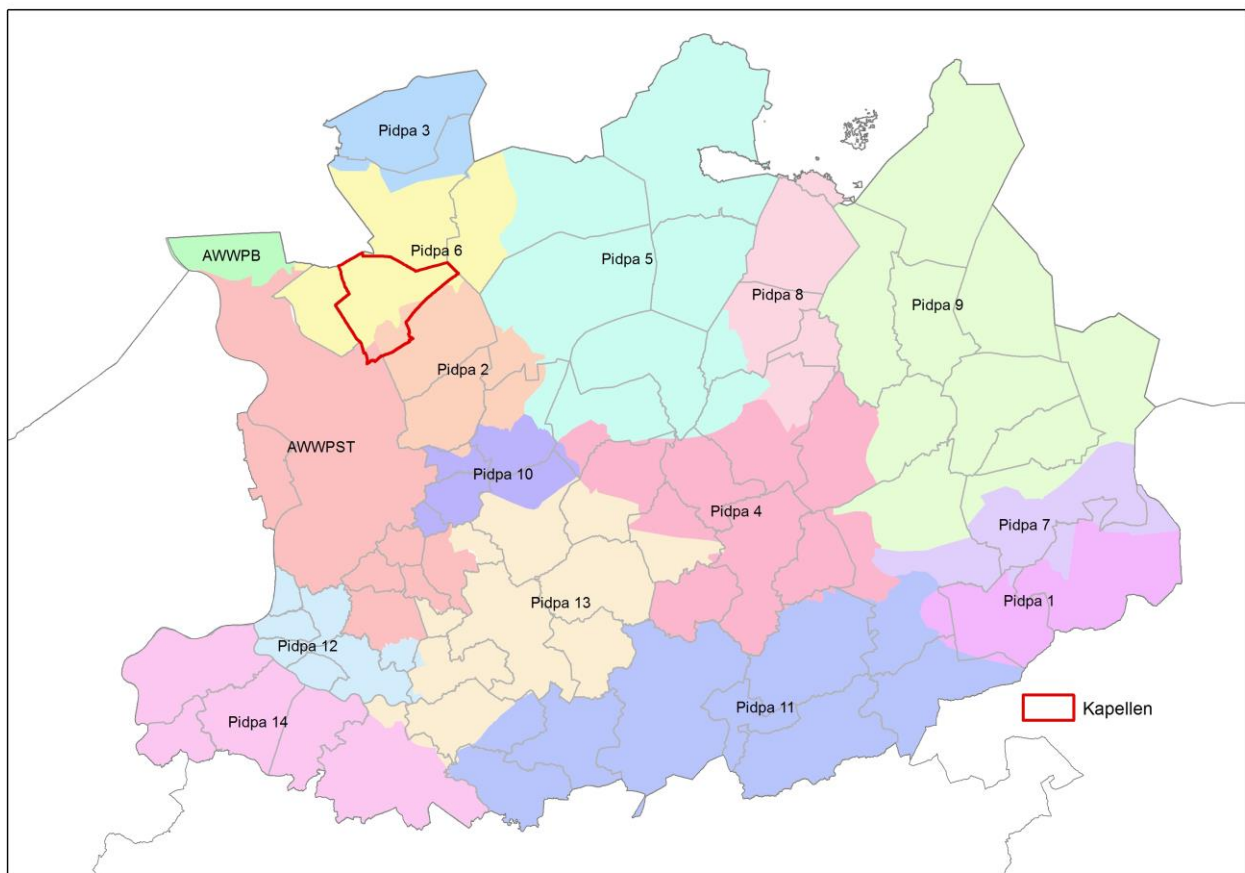 Pidpa 3
Pidpa 6
AWWPB
Pidpa 5
Pidpa 8
Pidpa 9
Pidpa 2
AWWPST
Pidpa 10
Pidpa 4
Pidpa 7
Pidpa 13
Pidpa 1
Pidpa 12
Pidpa 14
Pidpa 11
Kapellen